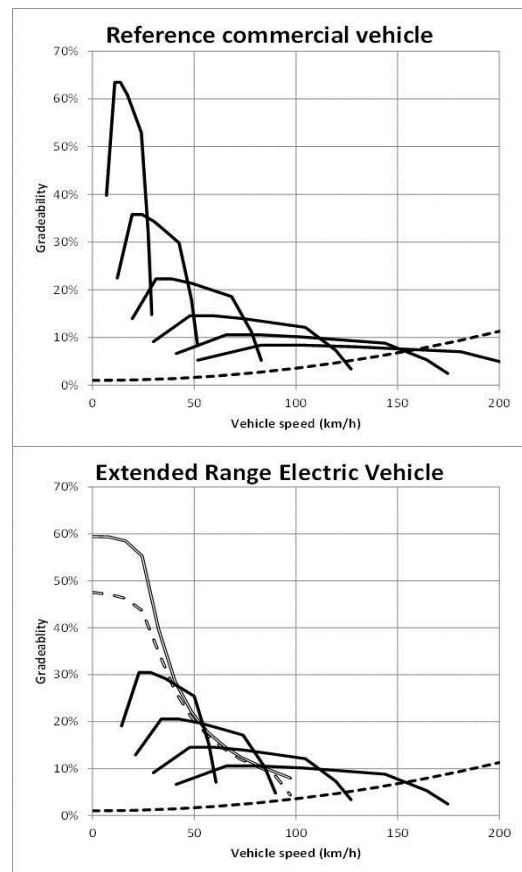 Reference commercial vehicle
70%
60%
50%
40%
30%
20%
10%
0%
Gradeability
0 50 100 150 200
Vehicle speed (km/h)
Extended Range Electric Vehicle
70%
60%
50%
40%
30%
20%
10%
0%
Gradeablity
0 50 100 150 200
Vehicle speed (km/h)